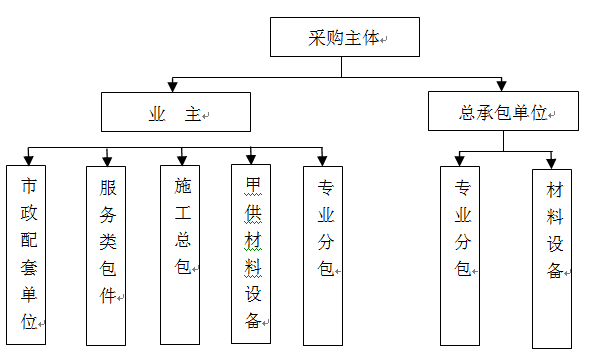 采购主体
业 主
总承包单位
市政配套单位
服务类包件
施工总包
甲供材料设备
专业分包
专业分包
材料设备